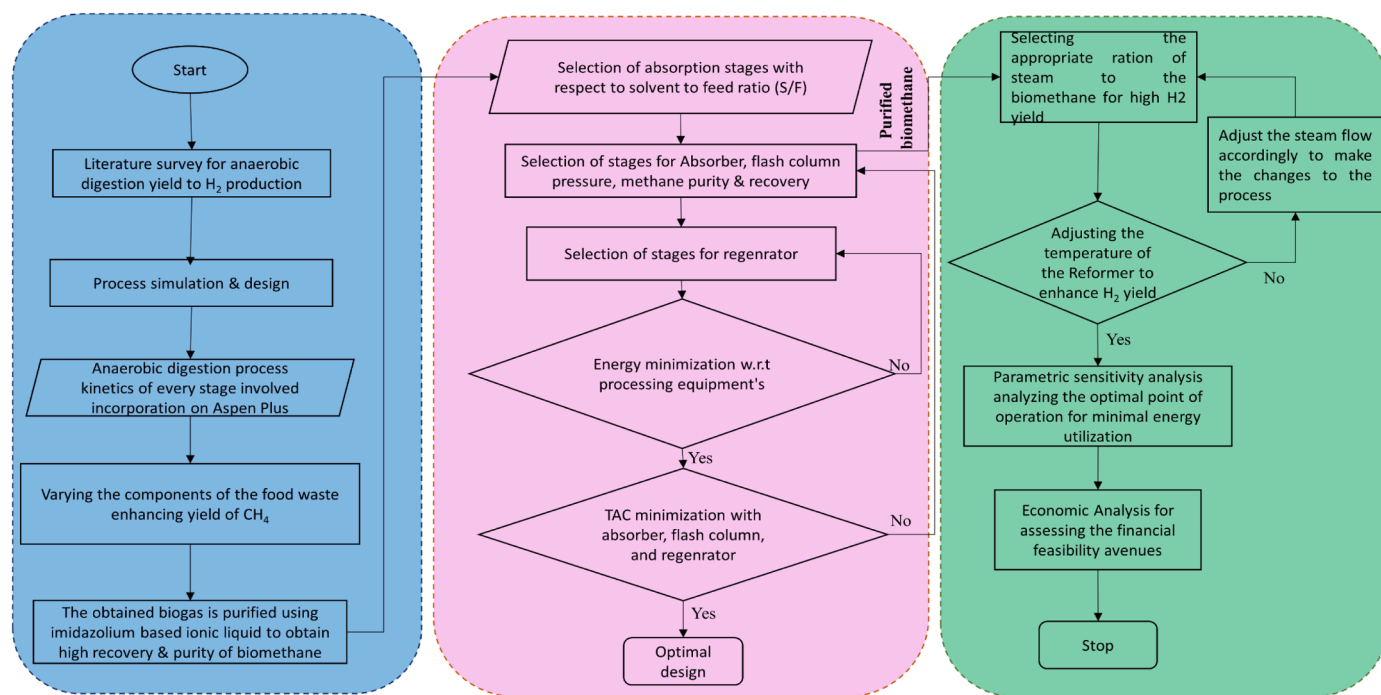 Start
Literature survey for anaerobic
digestion yield to H₂ production
Process simulation & design
Anaerobic digestion process
kinetics of every stage involved
incorporation on Aspen Plus
Varying the components of the food waste
enhancing yield of CH₄
The obtained biogas is purified using
imidazolium based ionic liquid to obtain
high recovery & purity of biomethane
Selection of absorption stages with
respect to solvent to feed ratio (S/F)
Selection of stages for Absorber, flash column
pressure, methane purity & recovery
Selection of stages for regenrator
Energy minimization w.r.t
processing equipment's
No
Yes
TAC minimization with
absorber, flash column,
and regenrator
No
Yes
Optimal
design
Purified
biomethane
Selecting the
appropriate ration of
steam to the
biomethane for high H2
yield
Adjust the steam flow
accordingly to make
the changes to the
process
Adjusting the
temperature of
the Reformer to
enhance H₂ yield
No
Yes
Parametric sensitivity analysis
analyzing the optimal point of
operation for minimal energy
utilization
Economic Analysis for
assessing the financial
feasibility avenues
Stop